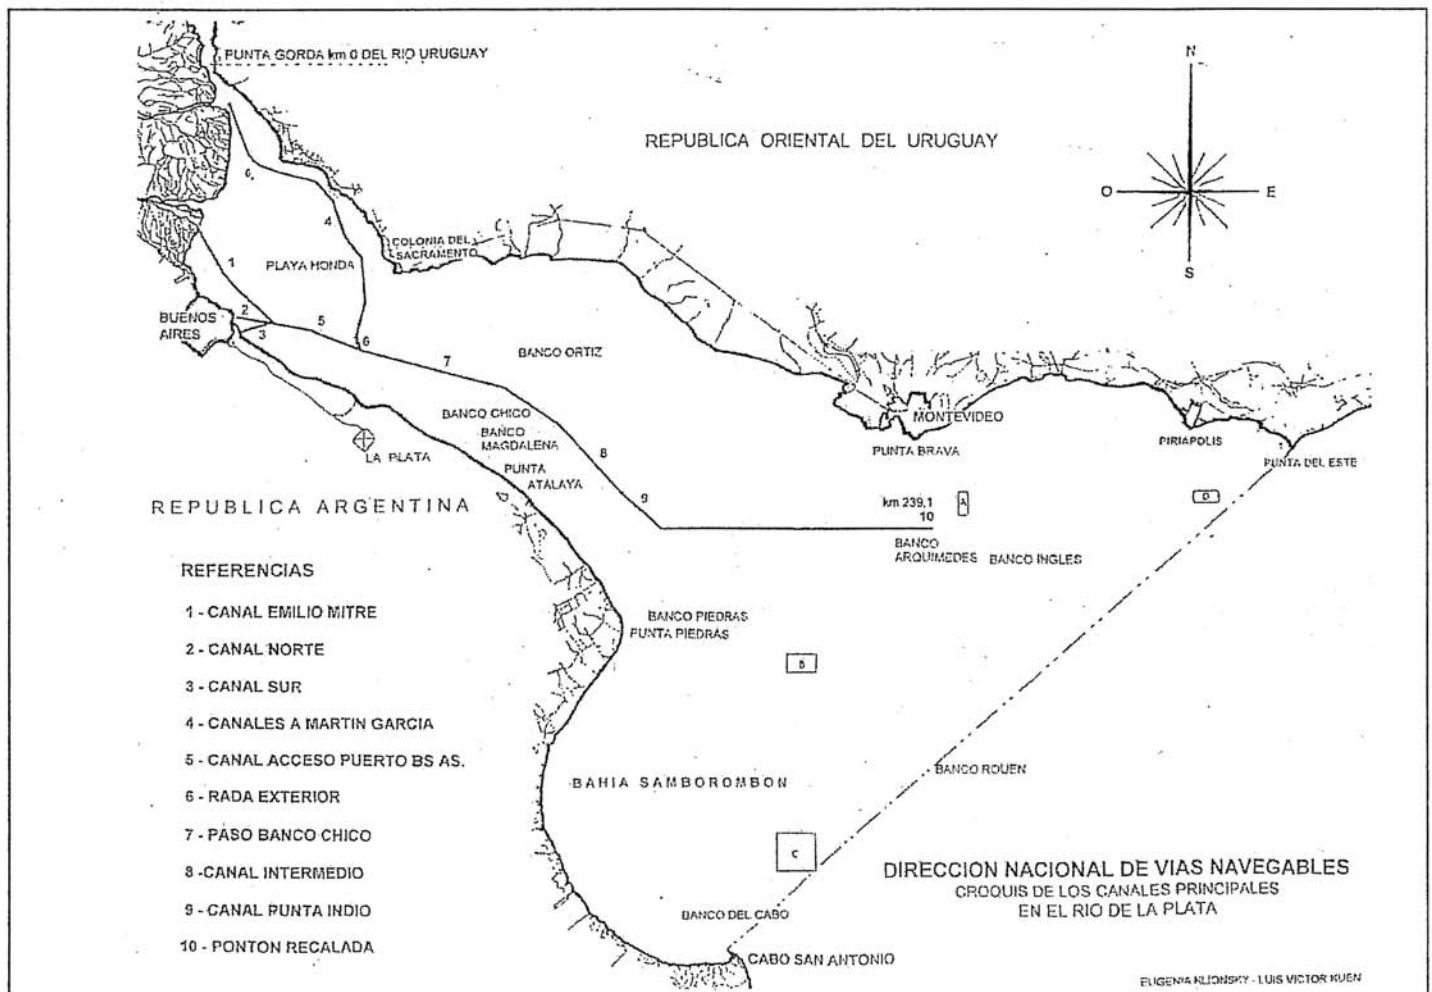 PUNTA GORDA km 0 DEL RIO URUGUAY
N
REPUBLICA ORIENTAL DEL URUGUAY
O
E
S
6.
4
COLONIA DEL
SACRAMENTO
PLAYA HONDA
1
BUENOS
AIRES
2
3
5
6
7
BANCO ORTIZ
BANCO CHICO
BANCO
MAGDALENA
8
MONTEVIDEO
PUNTA BRAVA
PIRIAPOLIS
PUNTA DEL ESTE
LA PLATA
PUNTA
ATALAYA
9
km 239,1
10
A
D
REPUBLICA ARGENTINA
BANCO
ARQUIMEDES
BANCO INGLES
REFERENCIAS
1 - CANAL EMILIO MITRE
2 - CANAL NORTE
3 - CANAL SUR
4 - CANALES A MARTIN GARCIA
5 - CANAL ACCESO PUERTO BS AS.
6 - RADA EXTERIOR
7 - PASO BANCO CHICO
8 -CANAL INTERMEDIO
9 - CANAL PUNTA INDIO
10 - PONTON RECALADA
BANCO PIEDRAS
PUNTA PIEDRAS
B
BAHIA SAMBOROMBON
BANCO ROUEN
C
BANCO DEL CABO
CABO SAN ANTONIO
DIRECCION NACIONAL DE VIAS NAVEGABLES
CROQUIS DE LOS CANALES PRINCIPALES
EN EL RIO DE LA PLATA
EUGENIA KLIONSKY - LUIS VICTOR KUEN